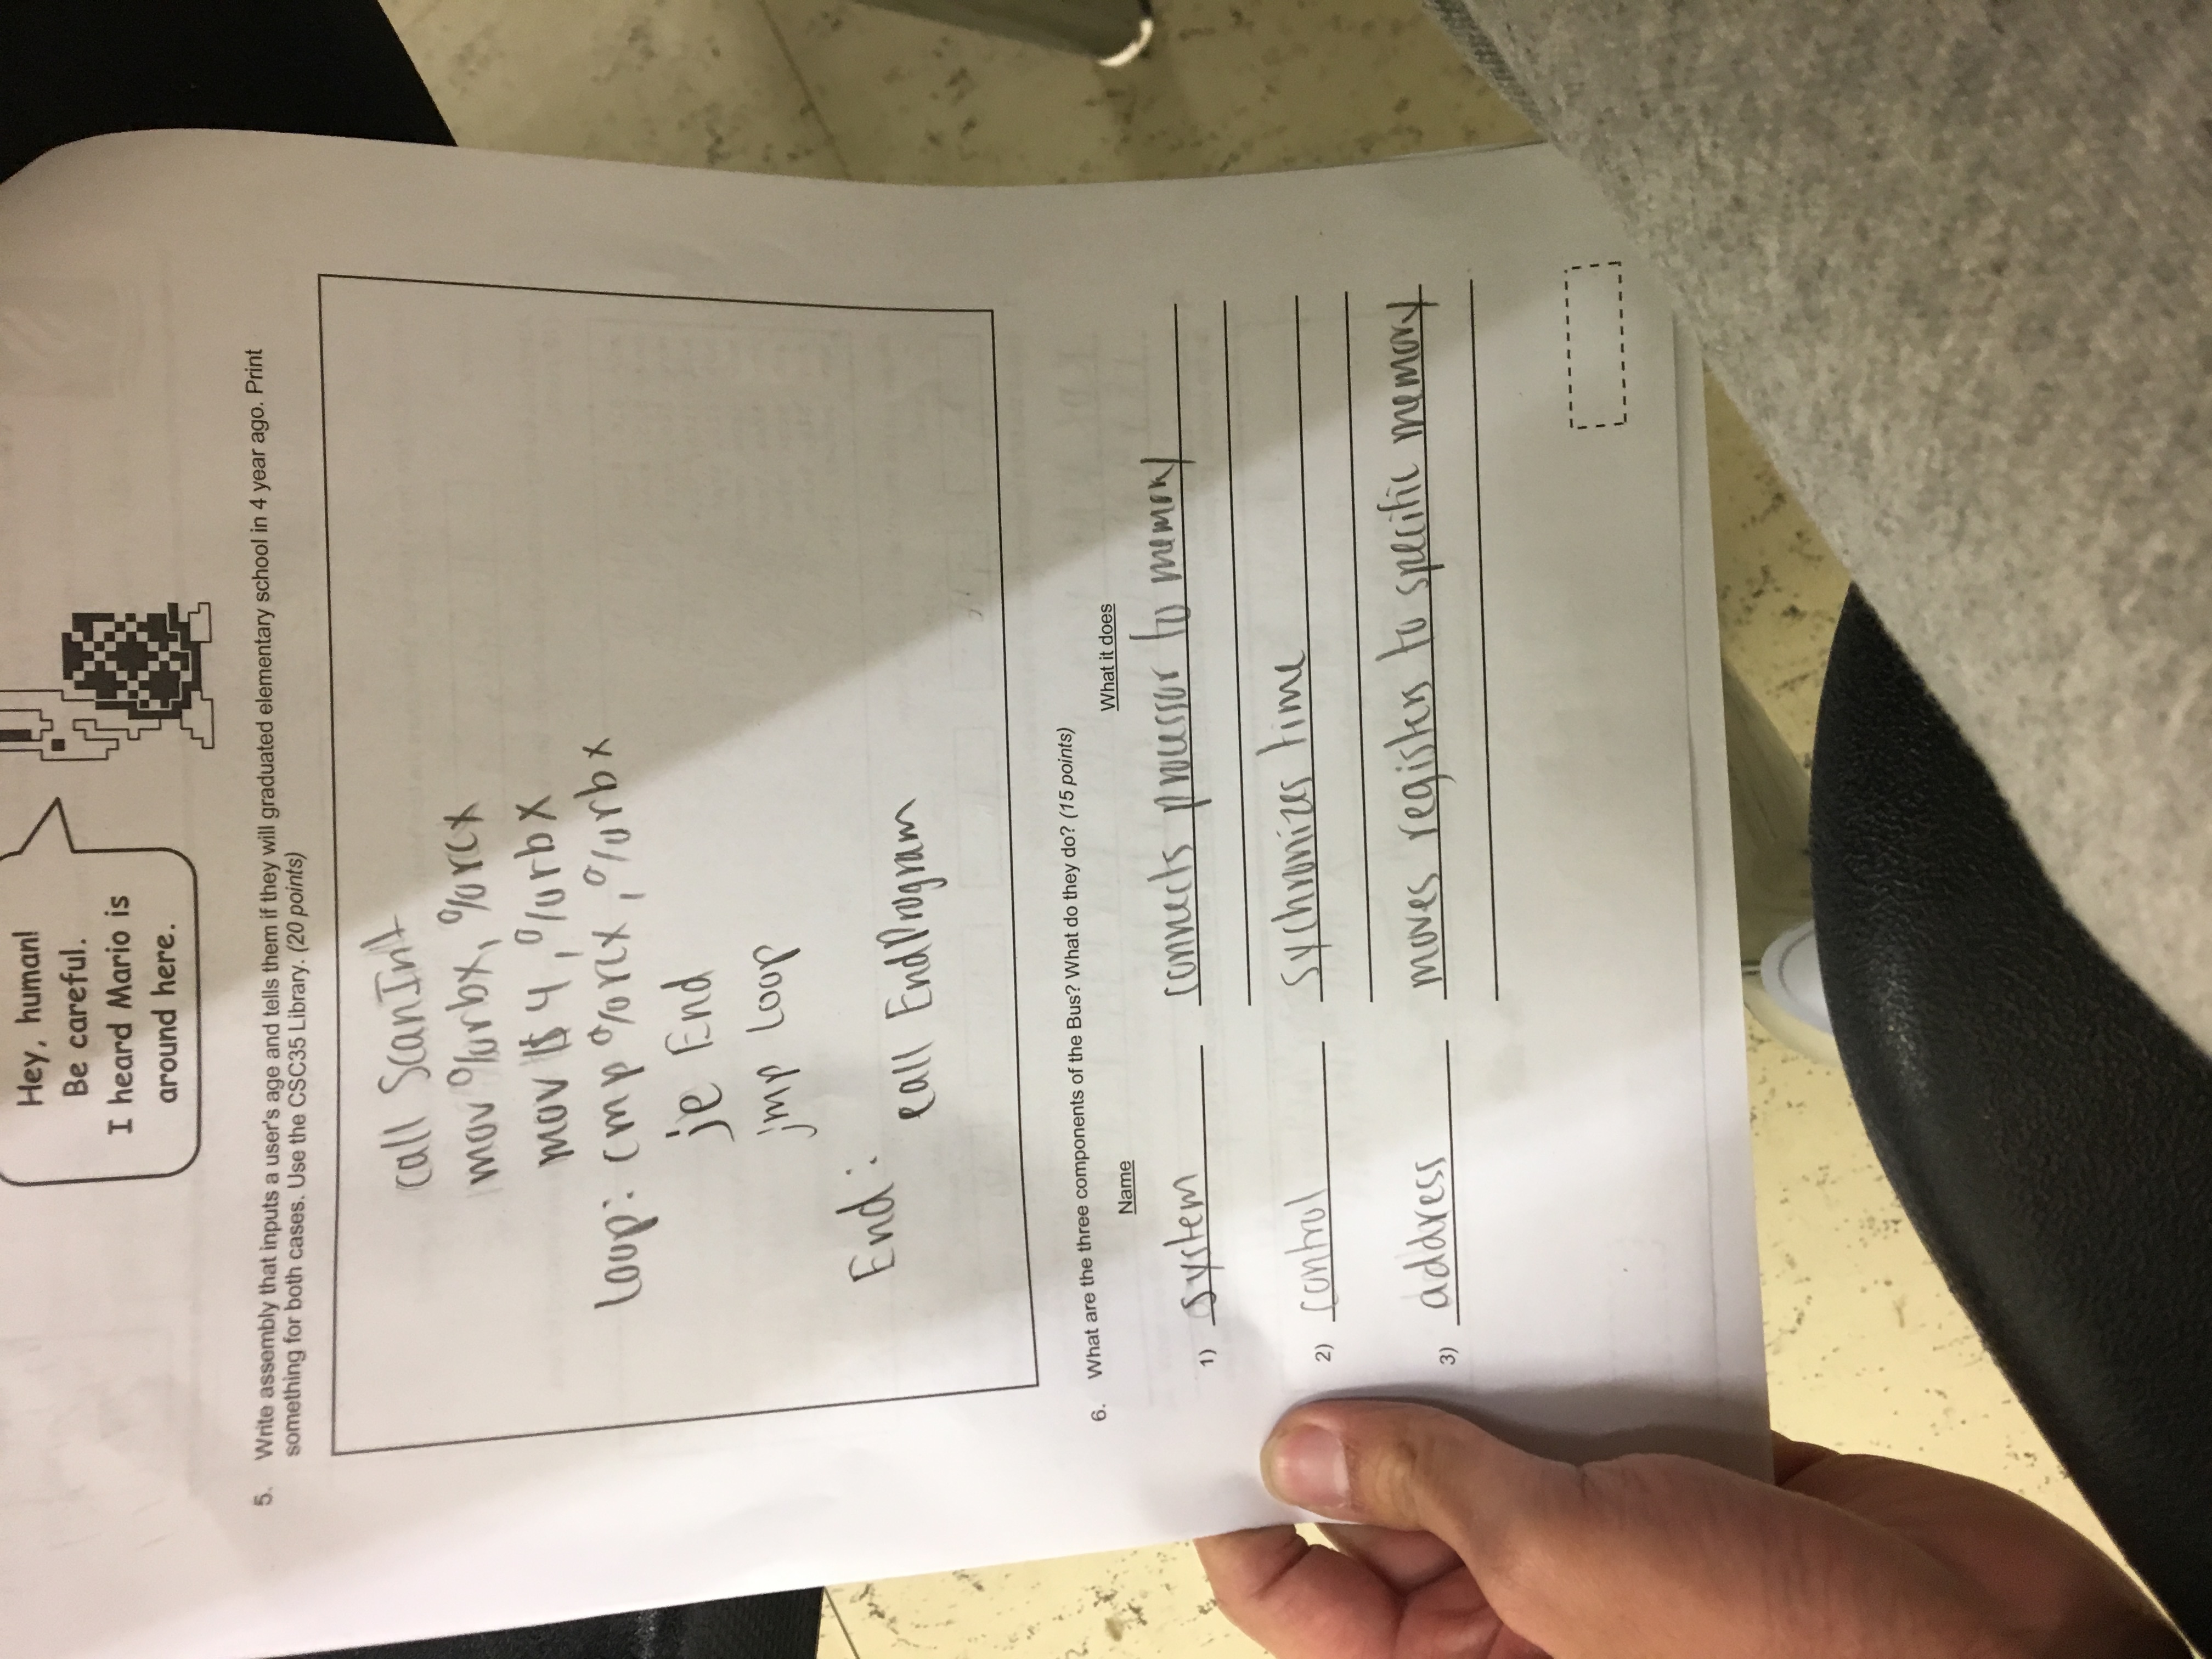 Hey, human!
Be careful.
I heard Mario is
around here.
5. Write assembly that inputs a user's age and tells them if they will graduated elementary school in 4 year ago. Print
something for both cases. Use the CSC35 Library. (20 points)
call ScanInt
mov %rbx, %rcx
mov $4, %rbx
Loop: cmp %rcx, %rbx
je End
jmp Loop
End:
call EndProgram
6. What are the three components of the Bus? What do they do? (15 points)
Name What it does
1) system connects processor to memory
2) control sychronizes time
3) address moves registers to specific memory